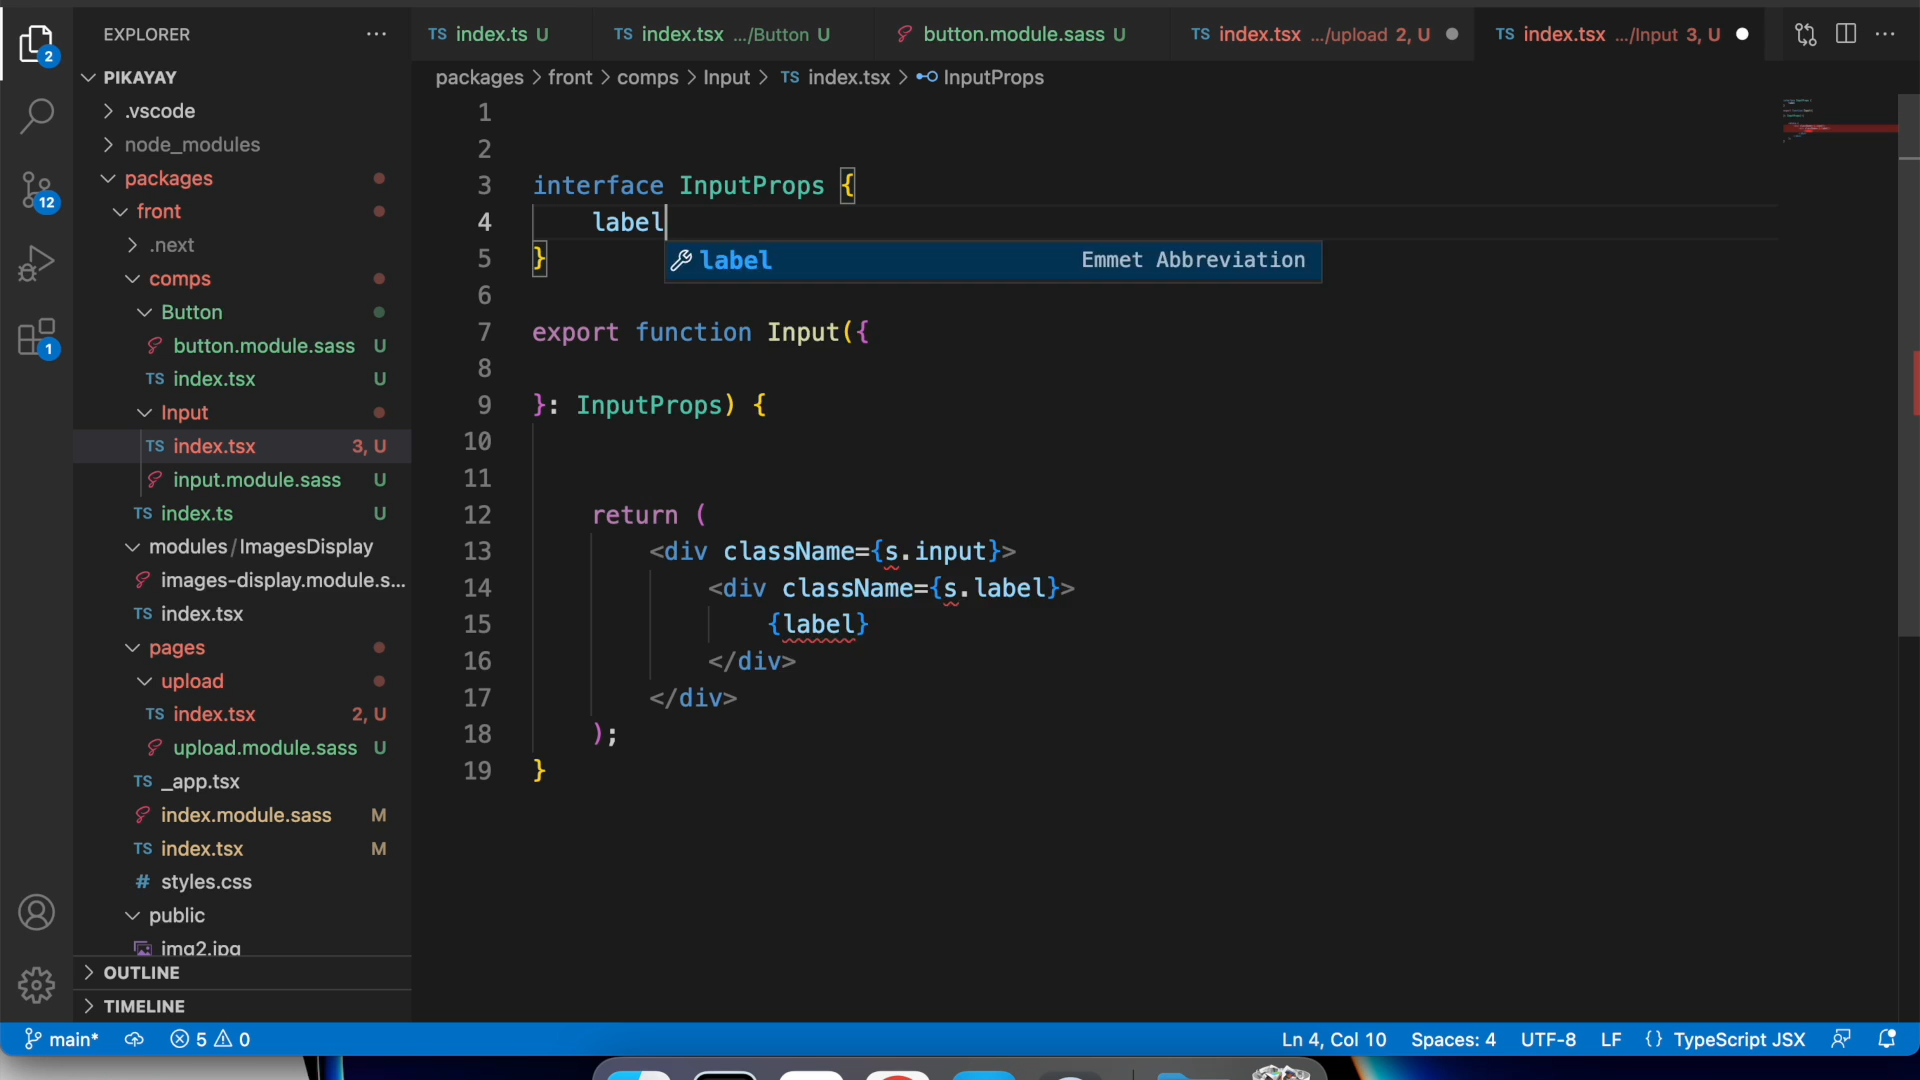 2
EXPLORER
PIKAYAY
.vscode
node_modules
packages
front
.next
comps
Button
button.module.sass U
TS index.tsx U
Input
TS index.tsx 3, U
input.module.sass U
TS index.ts U
modules/ImagesDisplay
images-display.module.s...
TS index.tsx
pages
upload
TS index.tsx 2, U
upload.module.sass U
TS _app.tsx
index.module.sass M
TS index.tsx M
# styles.css
public
img2.jpg
OUTLINE
TIMELINE
12
1
TS index.ts U
TS index.tsx .../Button U
button.module.sass U
TS index.tsx .../upload 2, U
TS index.tsx .../Input 3, U
packages > front > comps > Input > TS index.tsx > InputProps
1
2
3 interface InputProps {
4 label
label Emmet Abbreviation
5 }
6
7 export function Input({
8
9 }: InputProps) {
10
11
12 return (
13 <div className={s.input}>
14 <div className={s.label}>
15 {label}
16 </div>
17 </div>
18 );
19 }
main* 5 0 Ln 4, Col 10 Spaces: 4 UTF-8 LF {} TypeScript JSX